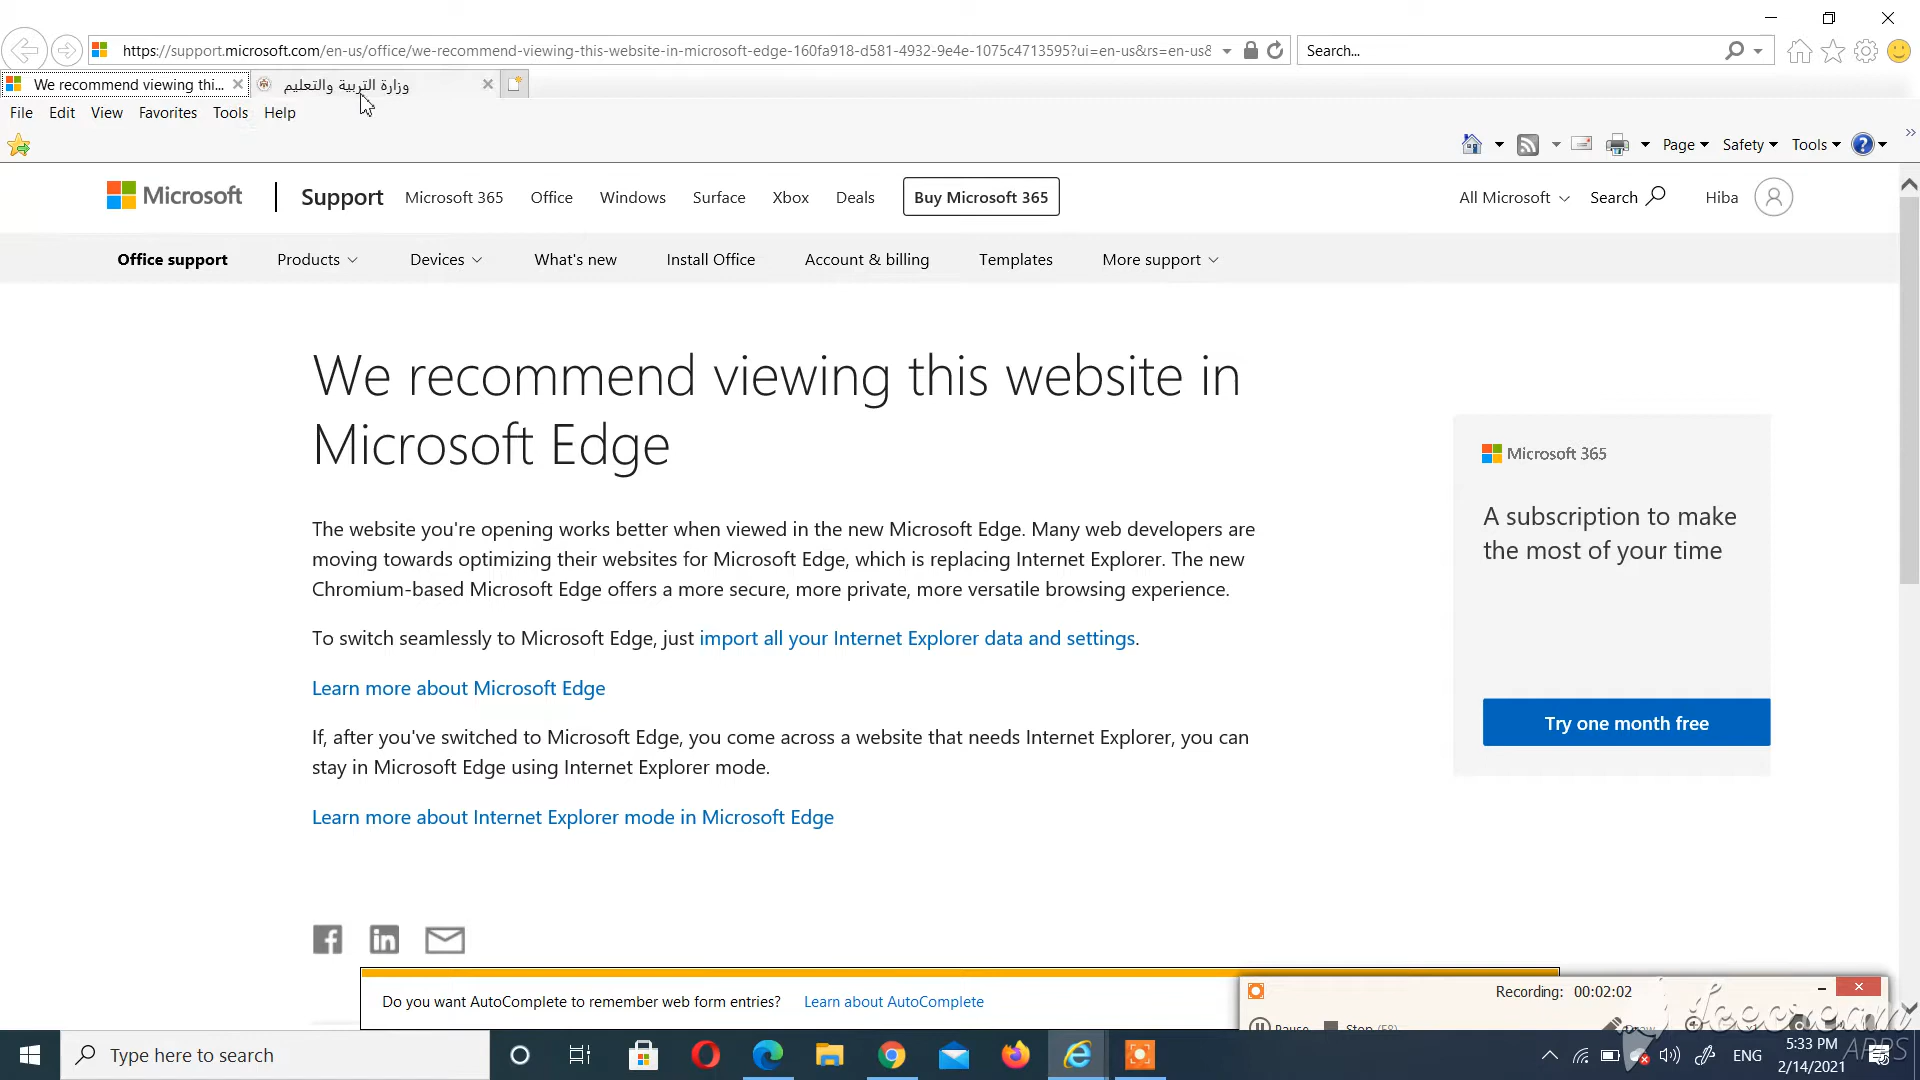 https://support.microsoft.com/en-us/office/we-recommend-viewing-this-website-in-microsoft-edge-160fa918-d581-4932-9e4e-1075c4713595?ui=en-us&rs=en-us&
Search...
We recommend viewing thi...
وزارة التربية والتعليم
File Edit View Favorites Tools Help
Page Safety Tools
Microsoft Support Microsoft 365 Office Windows Surface Xbox Deals Buy Microsoft 365 All Microsoft Search Hiba
Office support Products Devices What's new Install Office Account & billing Templates More support
We recommend viewing this website in
Microsoft Edge
Microsoft 365
A subscription to make
the most of your time
Try one month free
The website you're opening works better when viewed in the new Microsoft Edge. Many web developers are
moving towards optimizing their websites for Microsoft Edge, which is replacing Internet Explorer. The new
Chromium-based Microsoft Edge offers a more secure, more private, more versatile browsing experience.
To switch seamlessly to Microsoft Edge, just import all your Internet Explorer data and settings.
Learn more about Microsoft Edge
If, after you've switched to Microsoft Edge, you come across a website that needs Internet Explorer, you can
stay in Microsoft Edge using Internet Explorer mode.
Learn more about Internet Explorer mode in Microsoft Edge
Do you want AutoComplete to remember web form entries? Learn about AutoComplete
Recording: 00:02:02
Pause Stop (F8)
Icecream
APPS
Type here to search
ENG
5:33 PM
2/14/2021